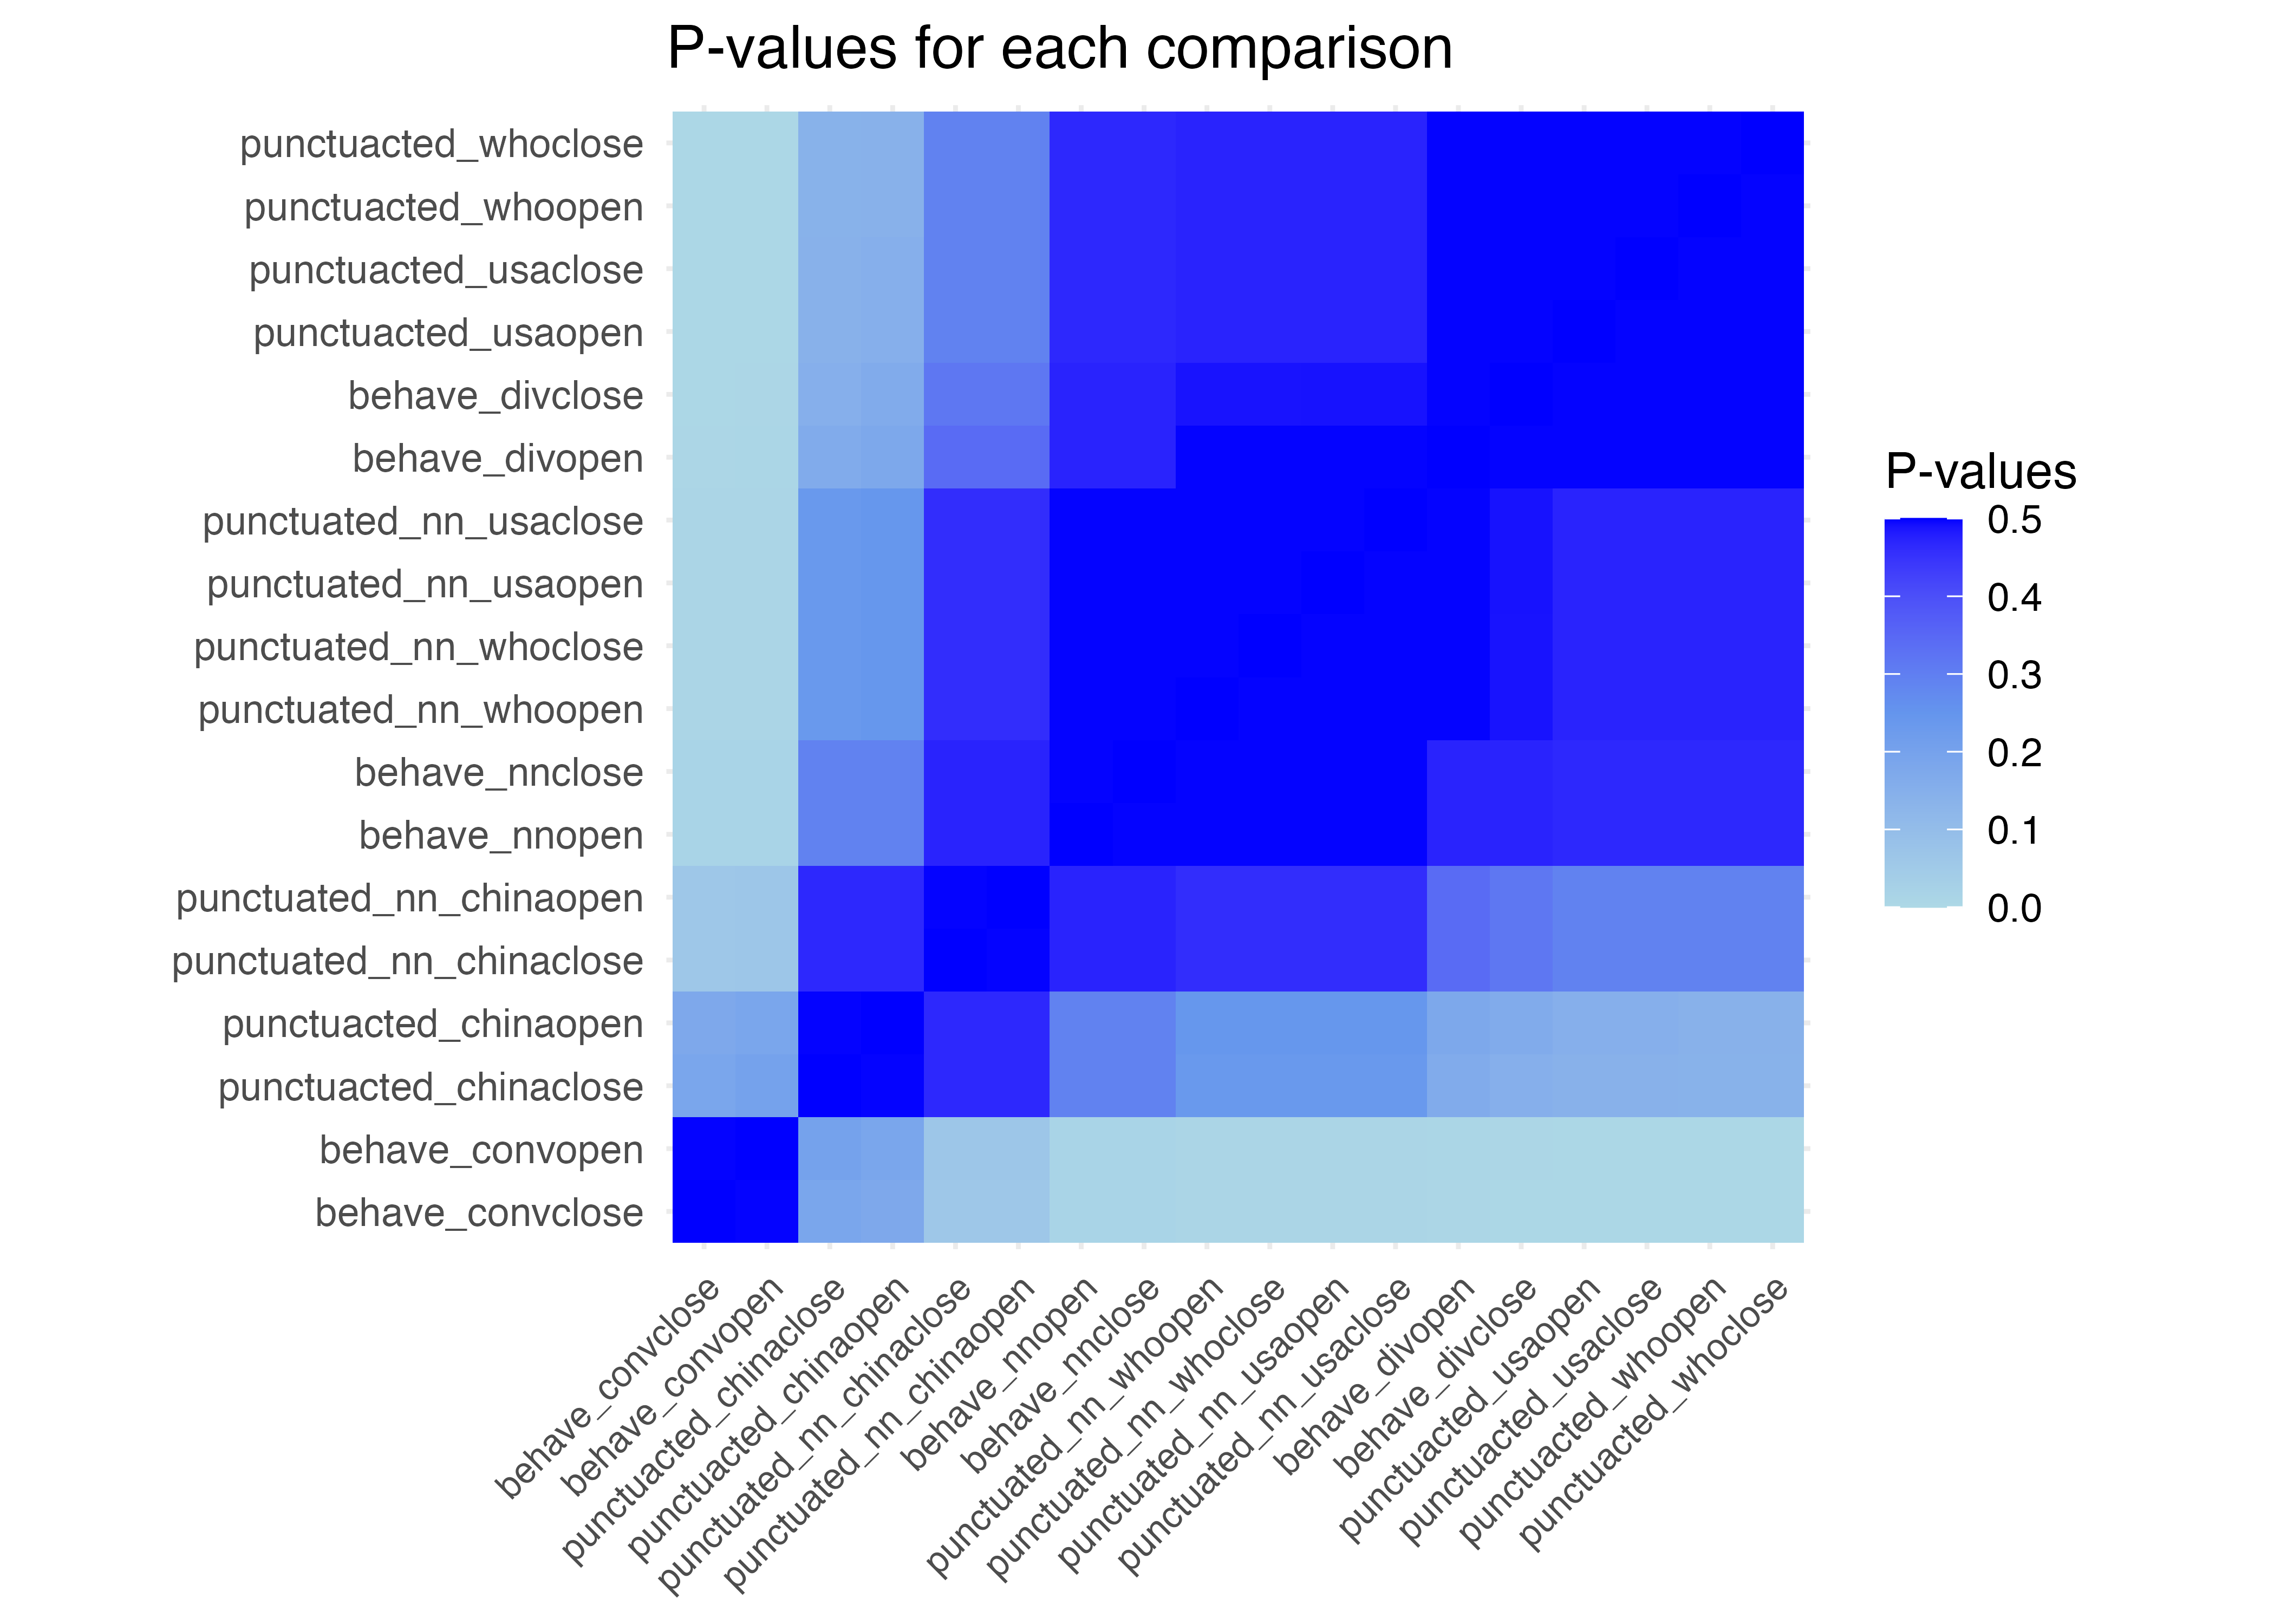 P-values for each comparison
punctuacted_whoclose
punctuacted_whoopen
punctuacted_usaclose
punctuacted_usaopen
behave_divclose
behave_divopen
punctuated_nn_usaclose
punctuated_nn_usaopen
punctuated_nn_whoclose
punctuated_nn_whoopen
behave_nnclose
behave_nnopen
punctuated_nn_chinaopen
punctuated_nn_chinaclose
punctuacted_chinaopen
punctuacted_chinaclose
behave_convopen
behave_convclose
behave_convclose
behave_convopen
punctuacted_chinaclose
punctuacted_chinaopen
punctuated_nn_chinaclose
punctuated_nn_chinaopen
behave_nnopen
behave_nnclose
punctuated_nn_whoopen
punctuated_nn_whoclose
punctuated_nn_usaopen
punctuated_nn_usaclose
behave_divopen
behave_divclose
punctuacted_usaopen
punctuacted_usaclose
punctuacted_whoopen
punctuacted_whoclose
P-values
0.5
0.4
0.3
0.2
0.1
0.0